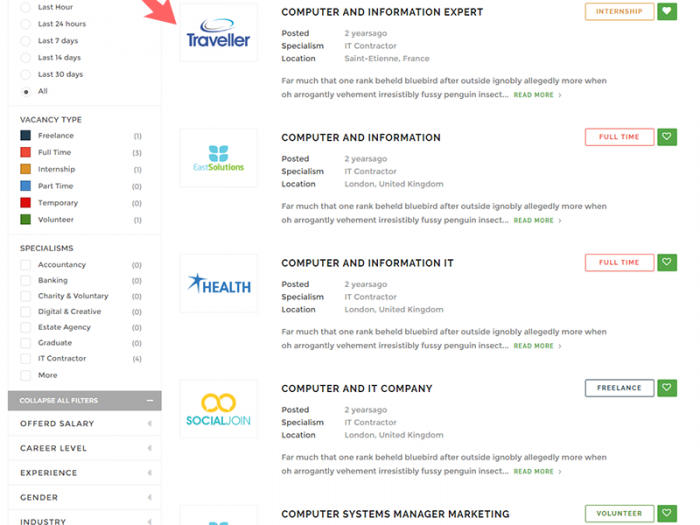 Last Hour
Last 24 hours
Last 7 days
Last 14 days
Last 30 days
All
VACANCY TYPE
Freelance (1)
Full Time (3)
Internship (1)
Part Time (0)
Temporary (0)
Volunteer (1)
SPECIALISMS
Accountancy (0)
Banking (0)
Charity & Voluntary (0)
Digital & Creative (0)
Estate Agency (0)
Graduate (0)
IT Contractor (4)
More
COLLAPSE ALL FILTERS
OFFERD SALARY
CAREER LEVEL
EXPERIENCE
GENDER
INDUSTRY
Traveller
COMPUTER AND INFORMATION EXPERT
INTERNSHIP
Posted 2 yearsago
Specialism IT Contractor
Location Saint-Etienne, France
Far much that one rank beheld bluebird after outside ignobly allegedly more when
oh arrogantly vehement irresistibly fussy penguin insect... READ MORE >
EastSolutions
COMPUTER AND INFORMATION
FULL TIME
Posted 2 yearsago
Specialism IT Contractor
Location London, United Kingdom
Far much that one rank beheld bluebird after outside ignobly allegedly more when
oh arrogantly vehement irresistibly fussy penguin insect... READ MORE >
HEALTH
COMPUTER AND INFORMATION IT
FULL TIME
Posted 2 yearsago
Specialism IT Contractor
Location London, United Kingdom
Far much that one rank beheld bluebird after outside ignobly allegedly more when
oh arrogantly vehement irresistibly fussy penguin insect... READ MORE >
SOCIALJOIN
COMPUTER AND IT COMPANY
FREELANCE
Posted 2 yearsago
Specialism IT Contractor
Location London, United Kingdom
Far much that one rank beheld bluebird after outside ignobly allegedly more when
oh arrogantly vehement irresistibly fussy penguin insect... READ MORE >
COMPUTER SYSTEMS MANAGER MARKETING
VOLUNTEER